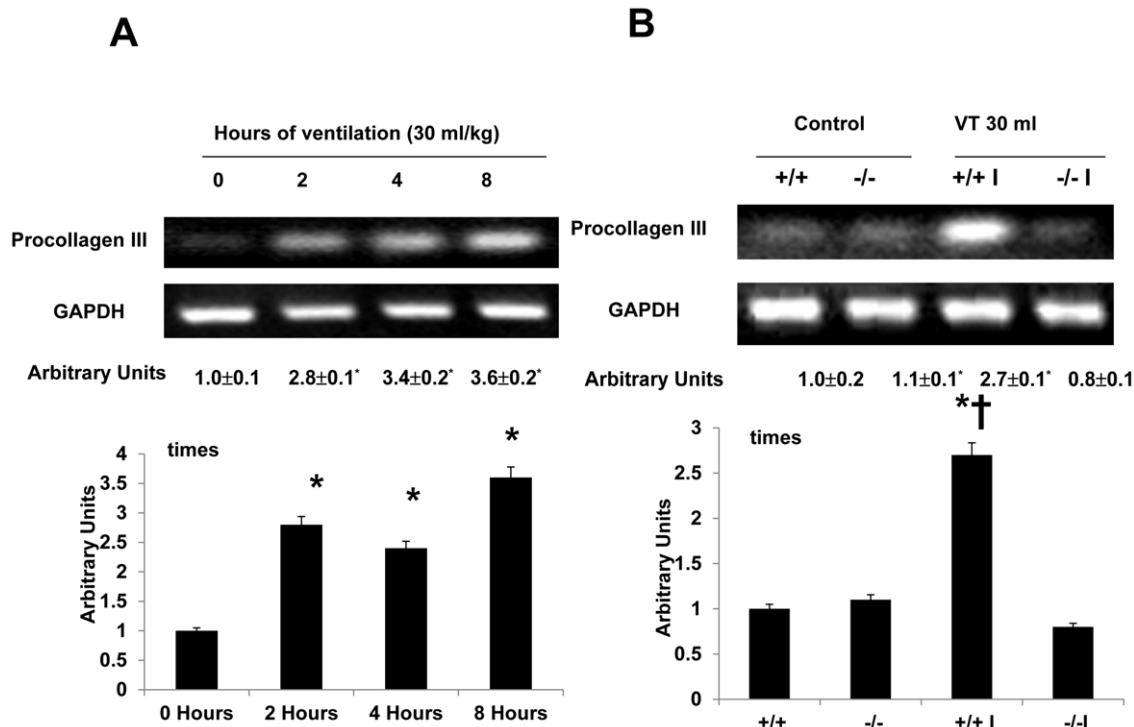 A
Hours of ventilation (30 ml/kg)
0 2 4 8
Procollagen III
GAPDH
Arbitrary Units 1.0±0.1 2.8±0.1* 3.4±0.2* 3.6±0.2*
times
Arbitrary Units
4
3.5
3
2.5
2
1.5
1
0.5
0
* * *
0 Hours 2 Hours 4 Hours 8 Hours
B
Control VT 30 ml
+/+ -/- +/+ I -/- I
Procollagen III
GAPDH
Arbitrary Units 1.0±0.2 1.1±0.1* 2.7±0.1* 0.8±0.1
times
Arbitrary Units
3
2.5
2
1.5
1
0.5
0
*†
+/+ -/- +/+ I -/-I